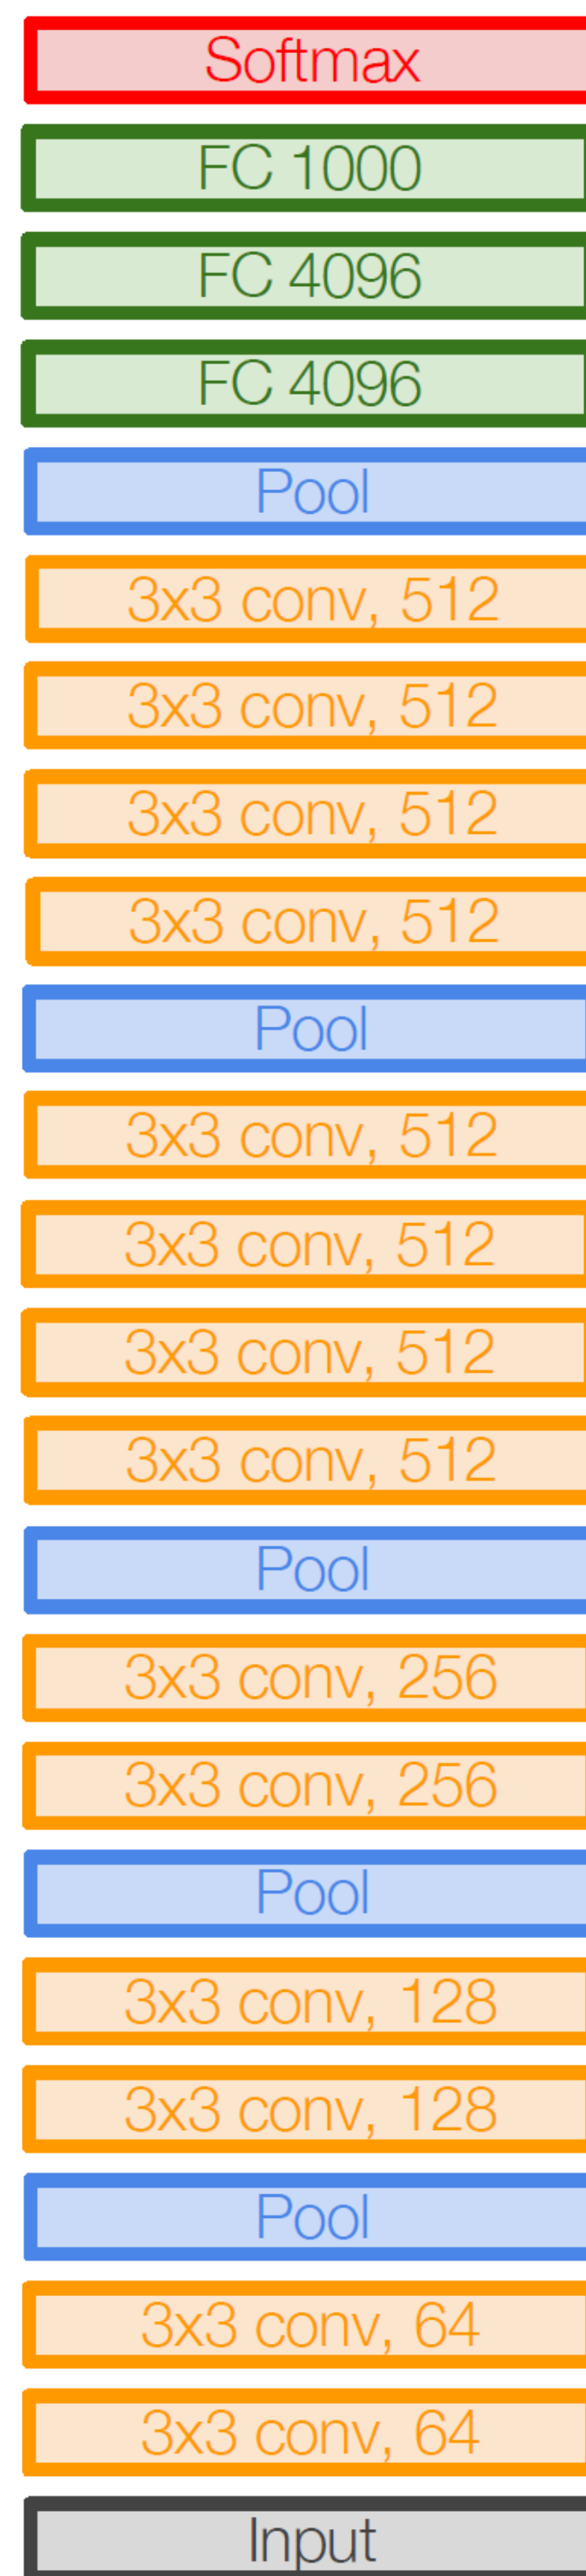 Softmax
FC 1000
FC 4096
FC 4096
Pool
3x3 conv, 512
3x3 conv, 512
3x3 conv, 512
3x3 conv, 512
Pool
3x3 conv, 512
3x3 conv, 512
3x3 conv, 512
3x3 conv, 512
Pool
3x3 conv, 256
3x3 conv, 256
Pool
3x3 conv, 128
3x3 conv, 128
Pool
3x3 conv, 64
3x3 conv, 64
Input